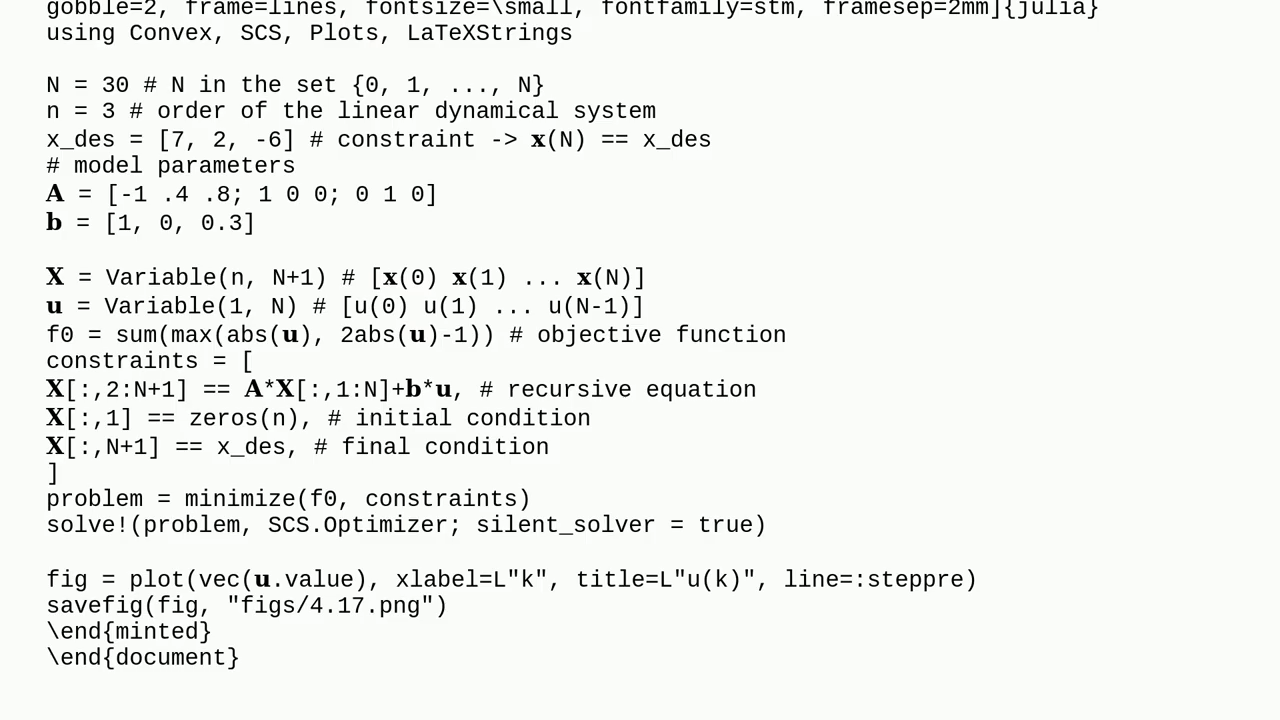 gobble=2, frame=lines, fontsize=\small, fontfamily=stm, framesep=2mm]{julia}
using Convex, SCS, Plots, LaTeXStrings
N = 30 # N in the set {0, 1, ..., N}
n = 3 # order of the linear dynamical system
x_des = [7, 2, -6] # constraint -> 𝐱(N) == x_des
# model parameters
𝐀 = [-1 .4 .8; 1 0 0; 0 1 0]
𝐛 = [1, 0, 0.3]
𝐗 = Variable(n, N+1) # [𝐱(0) 𝐱(1) ... 𝐱(N)]
𝐮 = Variable(1, N) # [u(0) u(1) ... u(N-1)]
f0 = sum(max(abs(𝐮), 2abs(𝐮)-1)) # objective function
constraints = [
𝐗[:,2:N+1] == 𝐀*𝐗[:,1:N]+𝐛*𝐮, # recursive equation
𝐗[:,1] == zeros(n), # initial condition
𝐗[:,N+1] == x_des, # final condition
]
problem = minimize(f0, constraints)
solve!(problem, SCS.Optimizer; silent_solver = true)
fig = plot(vec(𝐮.value), xlabel=L"k", title=L"u(k)", line=:steppre)
savefig(fig, "figs/4.17.png")
\end{minted}
\end{document}